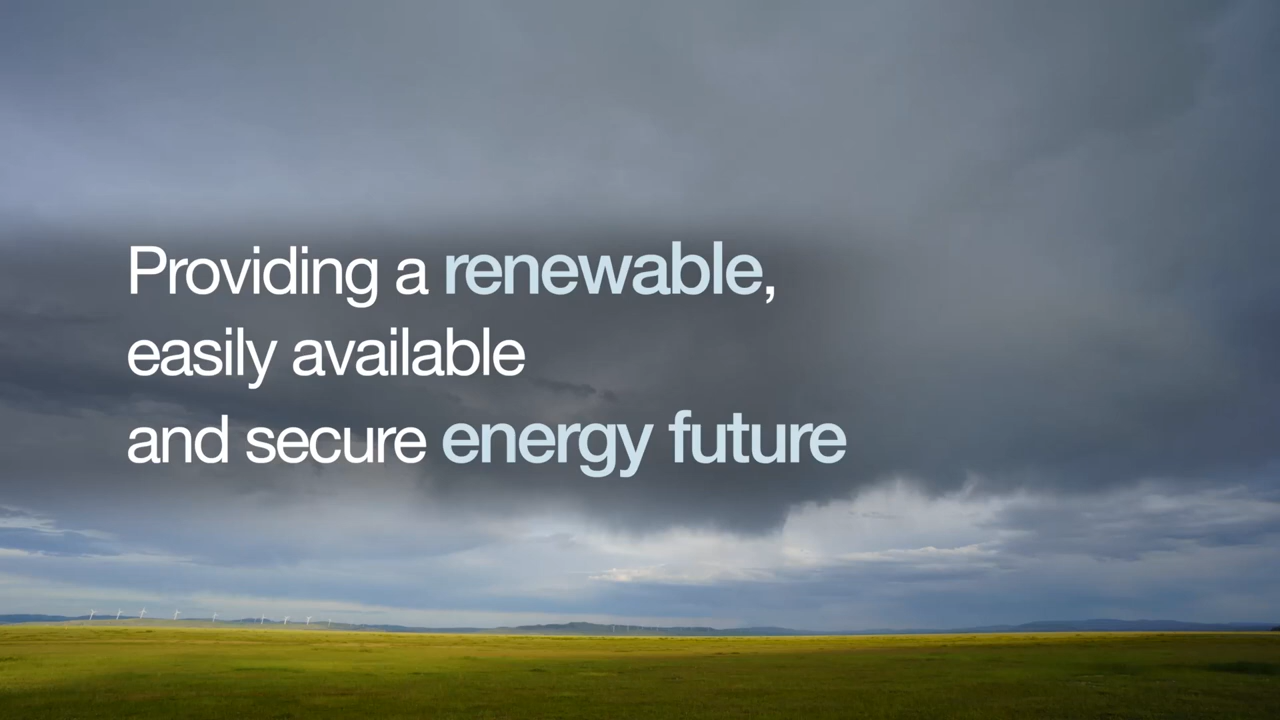 Providing a renewable,
easily available
and secure energy future